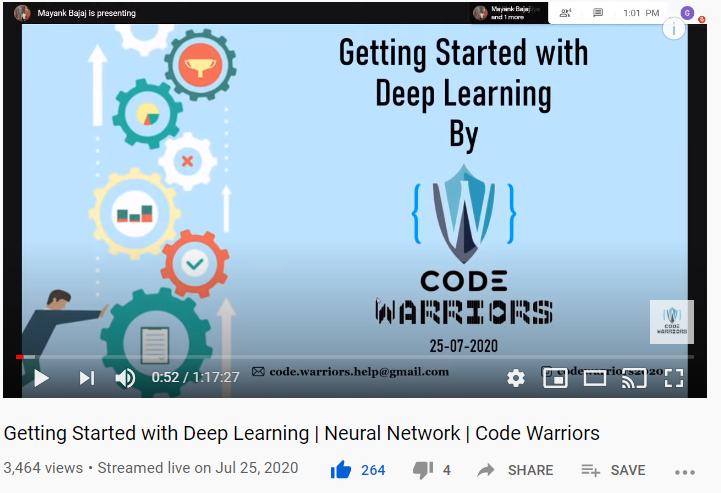 Mayank Bajaj is presenting
Mayank Bajaj
and 1 more
1:01 PM
G
Getting Started with
Deep Learning
By
{ W }
CODE
WARRIORS
25-07-2020
CODE
WARRIORS
0:52 / 1:17:27
code.warriors.help@gmail.com
codewarriors2020
Getting Started with Deep Learning | Neural Network | Code Warriors
3,464 views • Streamed live on Jul 25, 2020
264
4
SHARE
SAVE